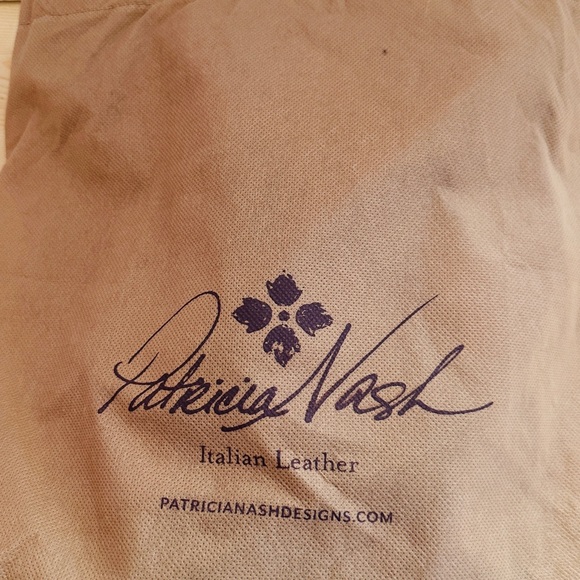 Patricia Nash
Italian Leather
PATRICIANASHDESIGNS.COM